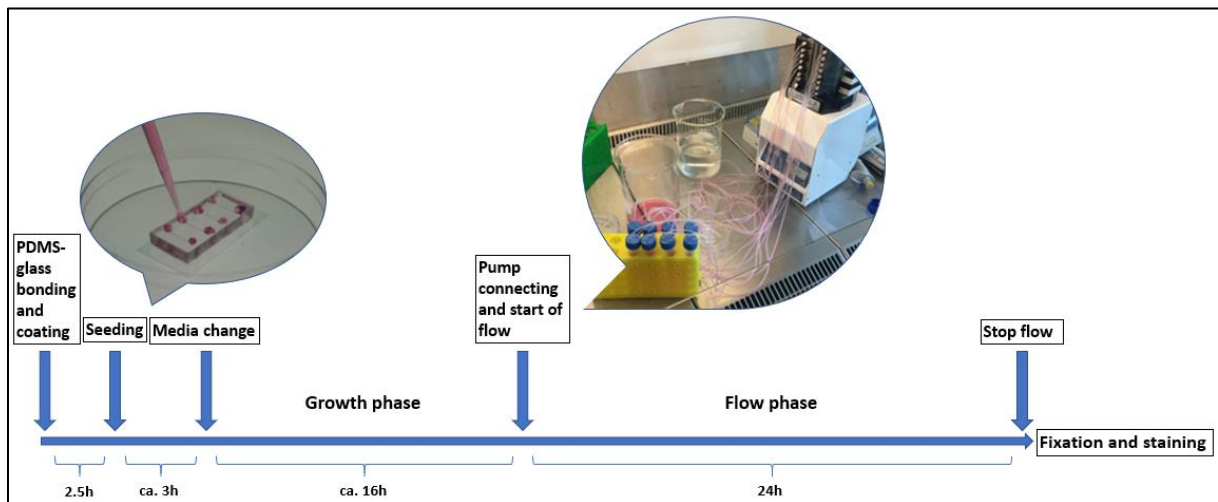 PDMS-
glass
bonding
and
coating
Seeding
Media change
Pump
connecting
and start of
flow
Stop flow
Growth phase
Flow phase
Fixation and staining
2.5h
ca. 3h
ca. 16h
24h